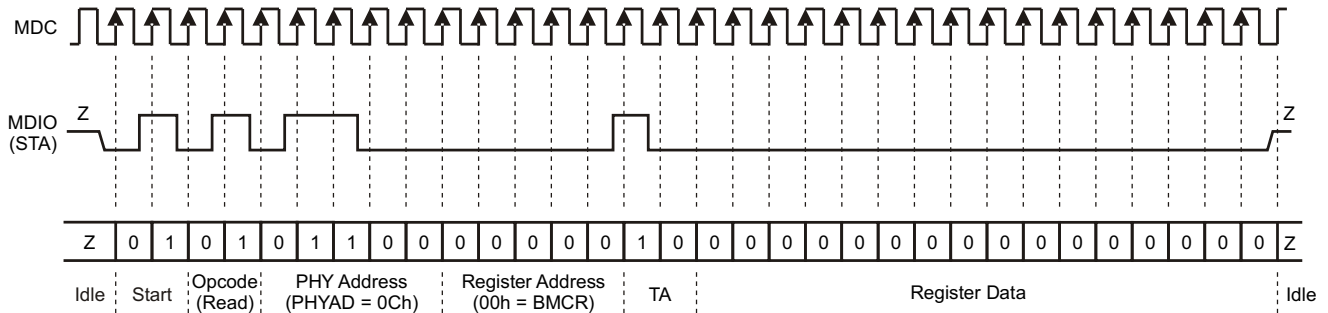 MDC
Z
Z
MDIO
(STA)
Z 0 1 0 1 0 1 1 0 0 0 0 0 0 0 1 0 0 0 0 0 0 0 0 0 0 0 0 0 0 0 0 0 Z
Idle Start Opcode (Read) PHY Address (PHYAD = 0Ch) Register Address (00h = BMCR) TA Register Data Idle